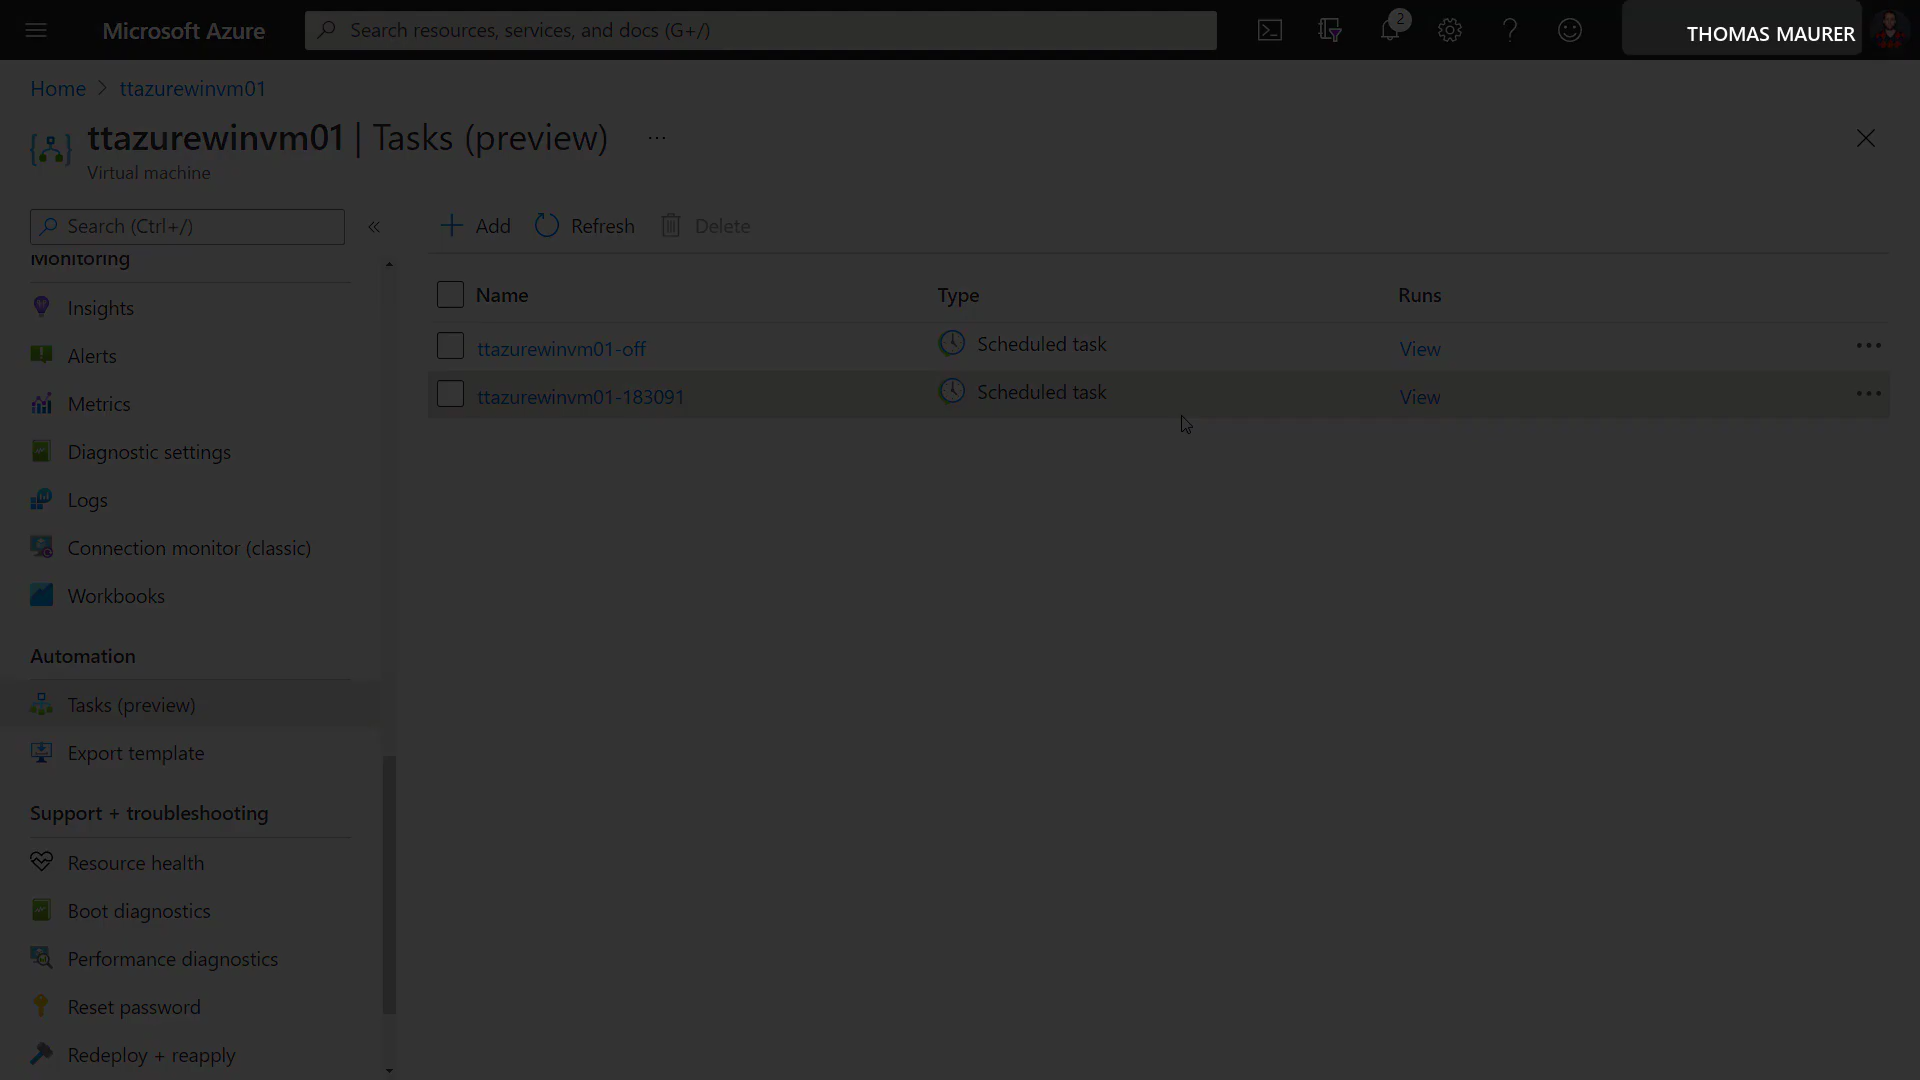 Microsoft Azure
Search resources, services, and docs (G+/)
2
THOMAS MAURER
Home > ttazurewinvm01
ttazurewinvm01 | Tasks (preview) ...
Virtual machine
Search (Ctrl+/) «
Add Refresh Delete
Monitoring
Insights
Alerts
Metrics
Diagnostic settings
Logs
Connection monitor (classic)
Workbooks
Automation
Tasks (preview)
Export template
Support + troubleshooting
Resource health
Boot diagnostics
Performance diagnostics
Reset password
Redeploy + reapply
Name Type Runs
ttazurewinvm01-off Scheduled task View ...
ttazurewinvm01-183091 Scheduled task View ...